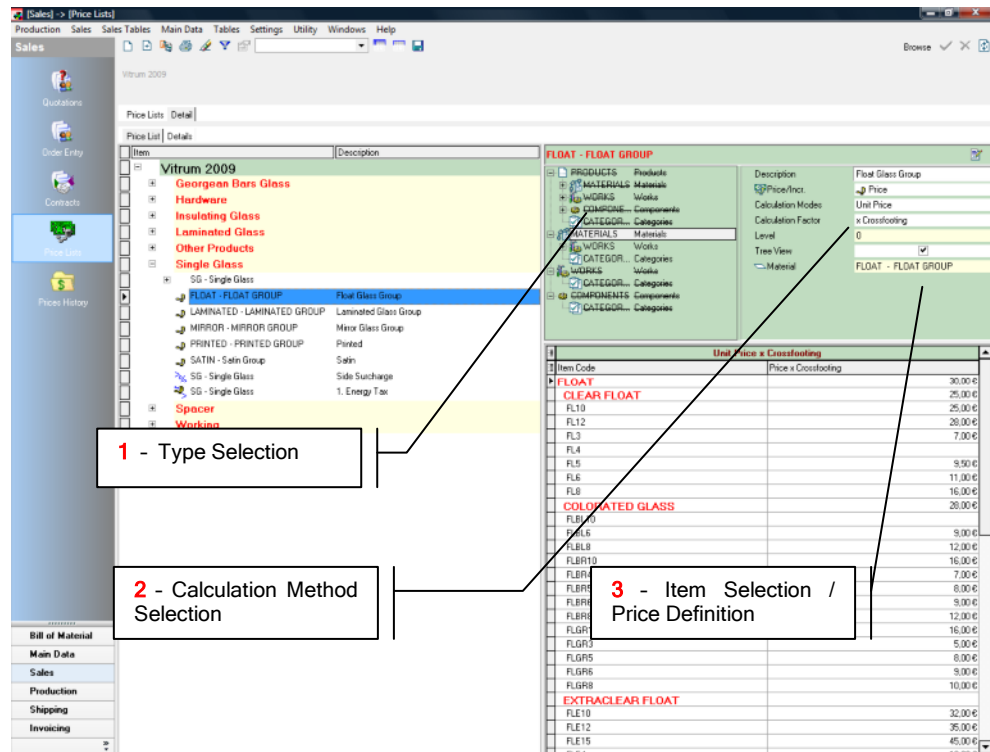 [Sales] -> [Price Lists]
Production Sales Sales Tables Main Data Tables Settings Utility Windows Help
Sales
Browse
Vitrum 2009
Quotations
Order Entry
Contracts
Price Lists
Prices History
Bill of Material
Main Data
Sales
Production
Shipping
Invoicing
Price Lists Detail
Price List Details
Item Description
Vitrum 2009
Georgean Bars Glass
Hardware
Insulating Glass
Laminated Glass
Other Products
Single Glass
SG - Single Glass
FLOAT - FLOAT GROUP Float Glass Group
LAMINATED - LAMINATED GROUP Laminated Glass Group
MIRROR - MIRROR GROUP Mirror Glass Group
PRINTED - PRINTED GROUP Printed
SATIN - Satin Group Satin
SG - Single Glass Side Surcharge
SG - Single Glass 1. Energy Tax
Spacer
Working
1 - Type Selection
2 - Calculation Method
Selection
3 - Item Selection /
Price Definition
FLOAT - FLOAT GROUP
PRODUCTS Products
MATERIALS Materials
WORKS Works
COMPONE... Components
CATEGOR... Categories
MATERIALS Materials
WORKS Works
CATEGOR... Categories
WORKS Works
CATEGOR... Categories
COMPONENTS Components
CATEGOR... Categories
Description Float Glass Group
Price/Incr. Price
Calculation Modes Unit Price
Calculation Factor x Crossfooting
Level 0
Tree View
Material FLOAT - FLOAT GROUP
Unit Price x Crossfooting
Item Code Price x Crossfooting
FLOAT 30,00 €
CLEAR FLOAT 25,00 €
FL10 25,00 €
FL12 28,00 €
FL3 7,00 €
FL4
FL5 9,50 €
FL6 11,00 €
FL8 16,00 €
COLORATED GLASS 28,00 €
FLBL10
FLBL6 9,00 €
FLBL8 12,00 €
FLBR10 16,00 €
FLBR4 7,00 €
8,00 €
9,00 €
12,00 €
16,00 €
FLGR3 5,00 €
FLGR5 8,00 €
FLGR6 9,00 €
FLGR8 10,00 €
EXTRACLEAR FLOAT
FLE10 32,00 €
FLE12 35,00 €
FLE15 45,00 €